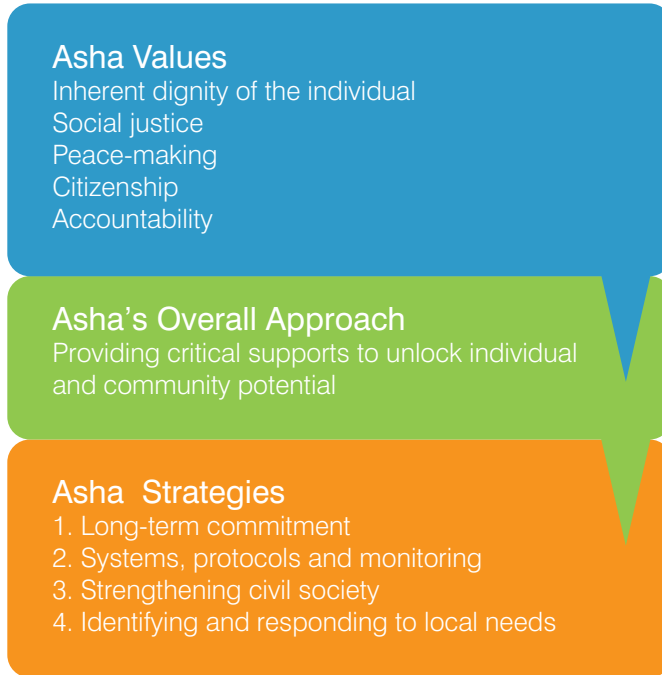 Asha Values
Inherent dignity of the individual
Social justice
Peace-making
Citizenship
Accountability
Asha’s Overall Approach
Providing critical supports to unlock individual
and community potential
Asha Strategies
1. Long-term commitment
2. Systems, protocols and monitoring
3. Strengthening civil society
4. Identifying and responding to local needs